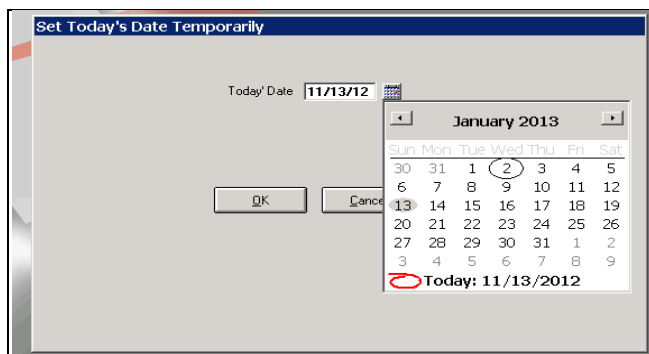 Set Today's Date Temporarily
Today' Date 11/13/12
January 2013
Sun Mon Tue Wed Thu Fri Sat
30 31 1 2 3 4 5
6 7 8 9 10 11 12
13 14 15 16 17 18 19
20 21 22 23 24 25 26
27 28 29 30 31 1 2
3 4 5 6 7 8 9
Today: 11/13/2012
OK Cance